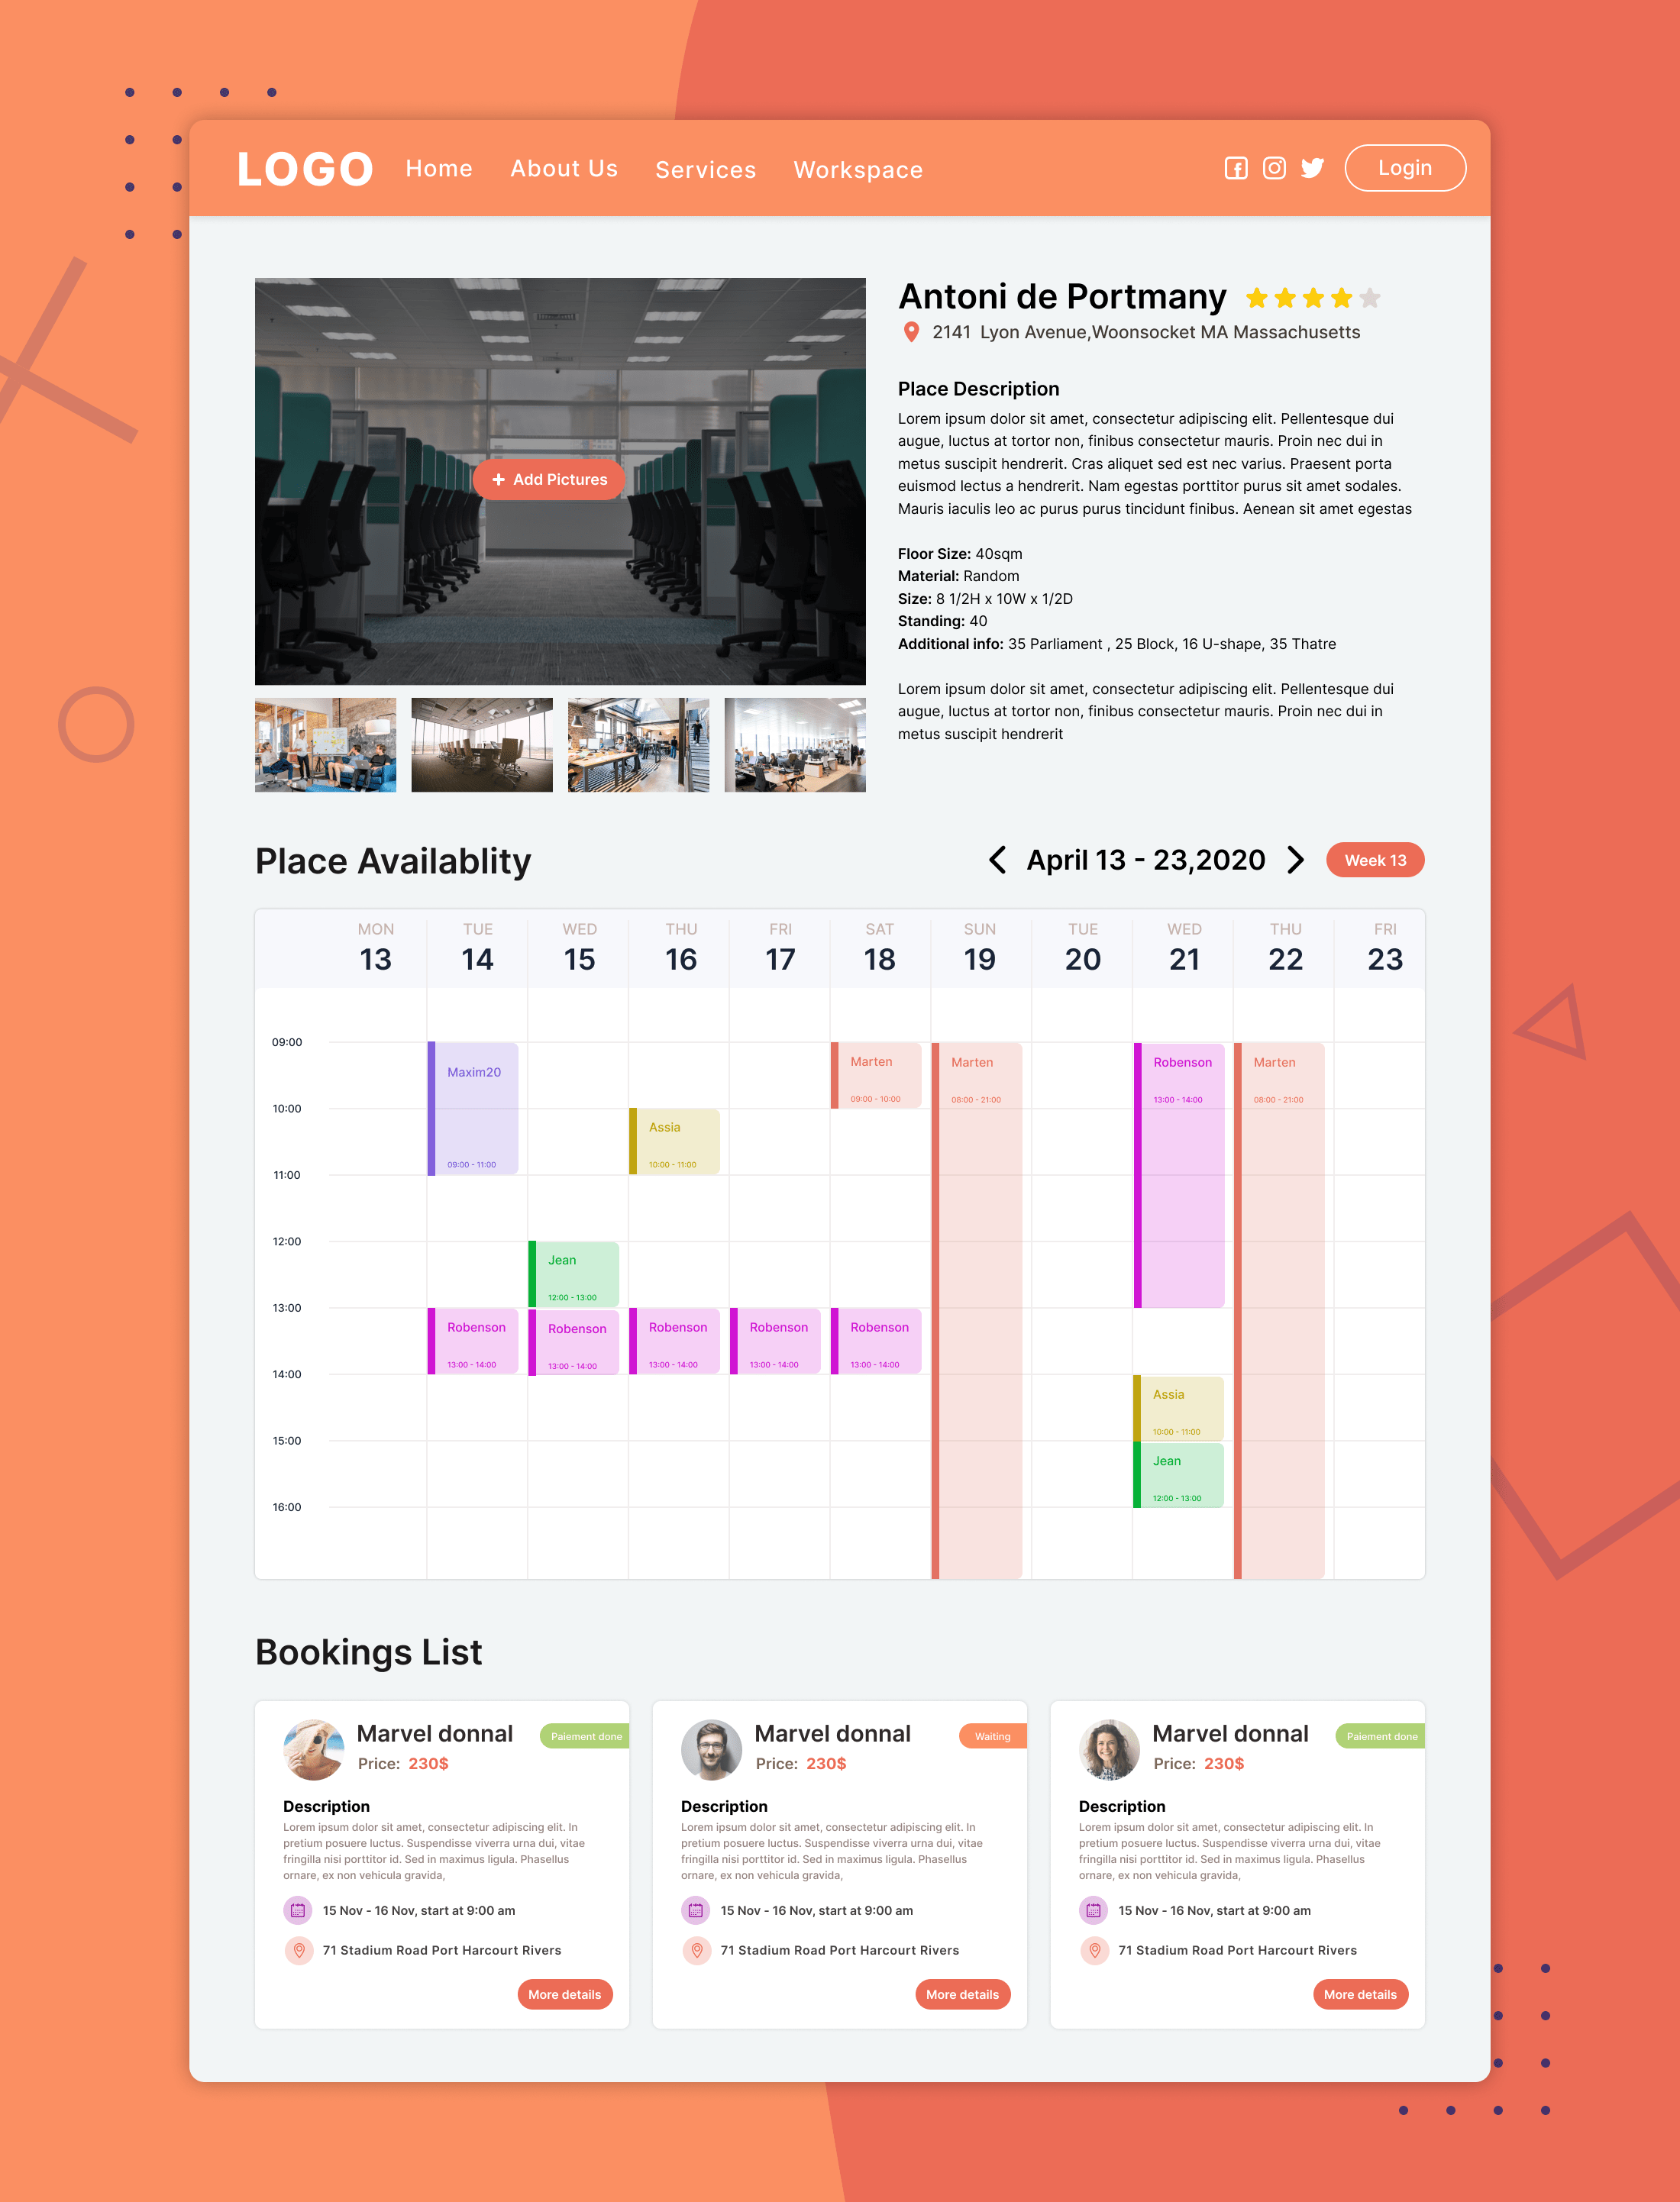 LOGO Home About Us Services Workspace Login
Antoni de Portmany
2141 Lyon Avenue,Woonsocket MA Massachusetts
Add Pictures
Place Description
Lorem ipsum dolor sit amet, consectetur adipiscing elit. Pellentesque dui
augue, luctus at tortor non, finibus consectetur mauris. Proin nec dui in
metus suscipit hendrerit. Cras aliquet sed est nec varius. Praesent porta
euismod lectus a hendrerit. Nam egestas porttitor purus sit amet sodales.
Mauris iaculis leo ac purus purus tincidunt finibus. Aenean sit amet egestas
Floor Size: 40sqm
Material: Random
Size: 8 1/2H x 10W x 1/2D
Standing: 40
Additional info: 35 Parliament , 25 Block, 16 U-shape, 35 Thatre
Lorem ipsum dolor sit amet, consectetur adipiscing elit. Pellentesque dui
augue, luctus at tortor non, finibus consectetur mauris. Proin nec dui in
metus suscipit hendrerit
Place Availablity
April 13 - 23,2020
Week 13
MON TUE WED THU FRI SAT SUN TUE WED THU FRI
13 14 15 16 17 18 19 20 21 22 23
09:00
Maxim20 Marten Marten Robenson Marten
09:00 - 10:00 08:00 - 21:00 13:00 - 14:00 08:00 - 21:00
10:00
Assia
09:00 - 11:00 10:00 - 11:00
11:00
12:00
Jean
12:00 - 13:00
13:00
Robenson Robenson Robenson Robenson Robenson
13:00 - 14:00 13:00 - 14:00 13:00 - 14:00 13:00 - 14:00 13:00 - 14:00
14:00
Assia
10:00 - 11:00
15:00
Jean
12:00 - 13:00
16:00
Bookings List
Marvel donnal
Paiement done
Price: 230$
Description
Lorem ipsum dolor sit amet, consectetur adipiscing elit. In
pretium posuere luctus. Suspendisse viverra urna dui, vitae
fringilla nisi porttitor id. Sed in maximus ligula. Phasellus
ornare, ex non vehicula gravida,
15 Nov - 16 Nov, start at 9:00 am
71 Stadium Road Port Harcourt Rivers
More details
Marvel donnal
Waiting
Price: 230$
Description
Lorem ipsum dolor sit amet, consectetur adipiscing elit. In
pretium posuere luctus. Suspendisse viverra urna dui, vitae
fringilla nisi porttitor id. Sed in maximus ligula. Phasellus
ornare, ex non vehicula gravida,
15 Nov - 16 Nov, start at 9:00 am
71 Stadium Road Port Harcourt Rivers
More details
Marvel donnal
Paiement done
Price: 230$
Description
Lorem ipsum dolor sit amet, consectetur adipiscing elit. In
pretium posuere luctus. Suspendisse viverra urna dui, vitae
fringilla nisi porttitor id. Sed in maximus ligula. Phasellus
ornare, ex non vehicula gravida,
15 Nov - 16 Nov, start at 9:00 am
71 Stadium Road Port Harcourt Rivers
More details